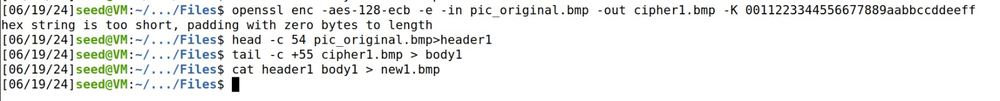 [06/19/24]seed@VM:~/.../Files$ openssl enc -aes-128-ecb -e -in pic_original.bmp -out cipher1.bmp -K 0011223344556677889aabbccddeeff
hex string is too short, padding with zero bytes to length
[06/19/24]seed@VM:~/.../Files$ head -c 54 pic_original.bmp>header1
[06/19/24]seed@VM:~/.../Files$ tail -c +55 cipher1.bmp > body1
[06/19/24]seed@VM:~/.../Files$ cat header1 body1 > new1.bmp
[06/19/24]seed@VM:~/.../Files$